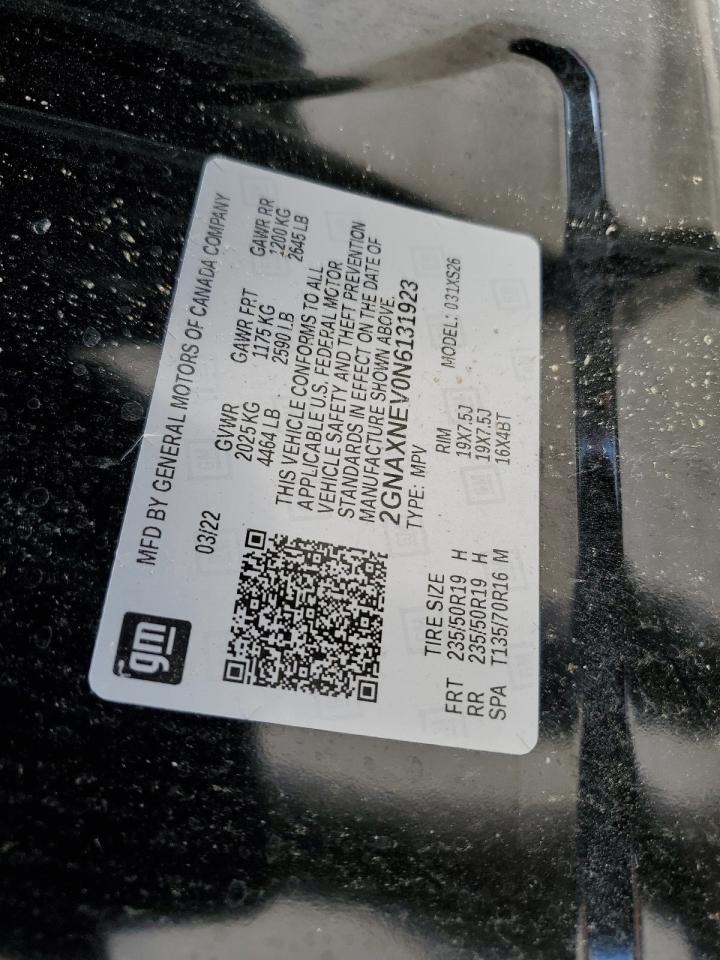 gm
MFD BY GENERAL MOTORS OF CANADA COMPANY
03/22
GVWR GAWR FRT GAWR RR
2025 KG 1175 KG 1200 KG
4464 LB 2590 LB 2645 LB
THIS VEHICLE CONFORMS TO ALL
APPLICABLE U.S. FEDERAL MOTOR
VEHICLE SAFETY AND THEFT PREVENTION
STANDARDS IN EFFECT ON THE DATE OF
MANUFACTURE SHOWN ABOVE.
2GNAXNEV0N6131923
TYPE: MPV MODEL: 031XS26
TIRE SIZE RIM
FRT 235/50R19 H 19X7.5J
RR 235/50R19 H 19X7.5J
SPA T135/70R16 M 16X4BT